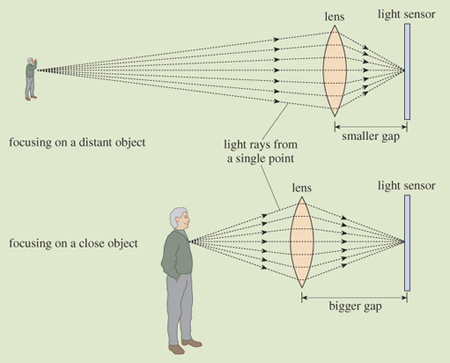 lens
light sensor
smaller gap
focusing on a distant object
light rays from
a single point
lens
light sensor
focusing on a close object
bigger gap